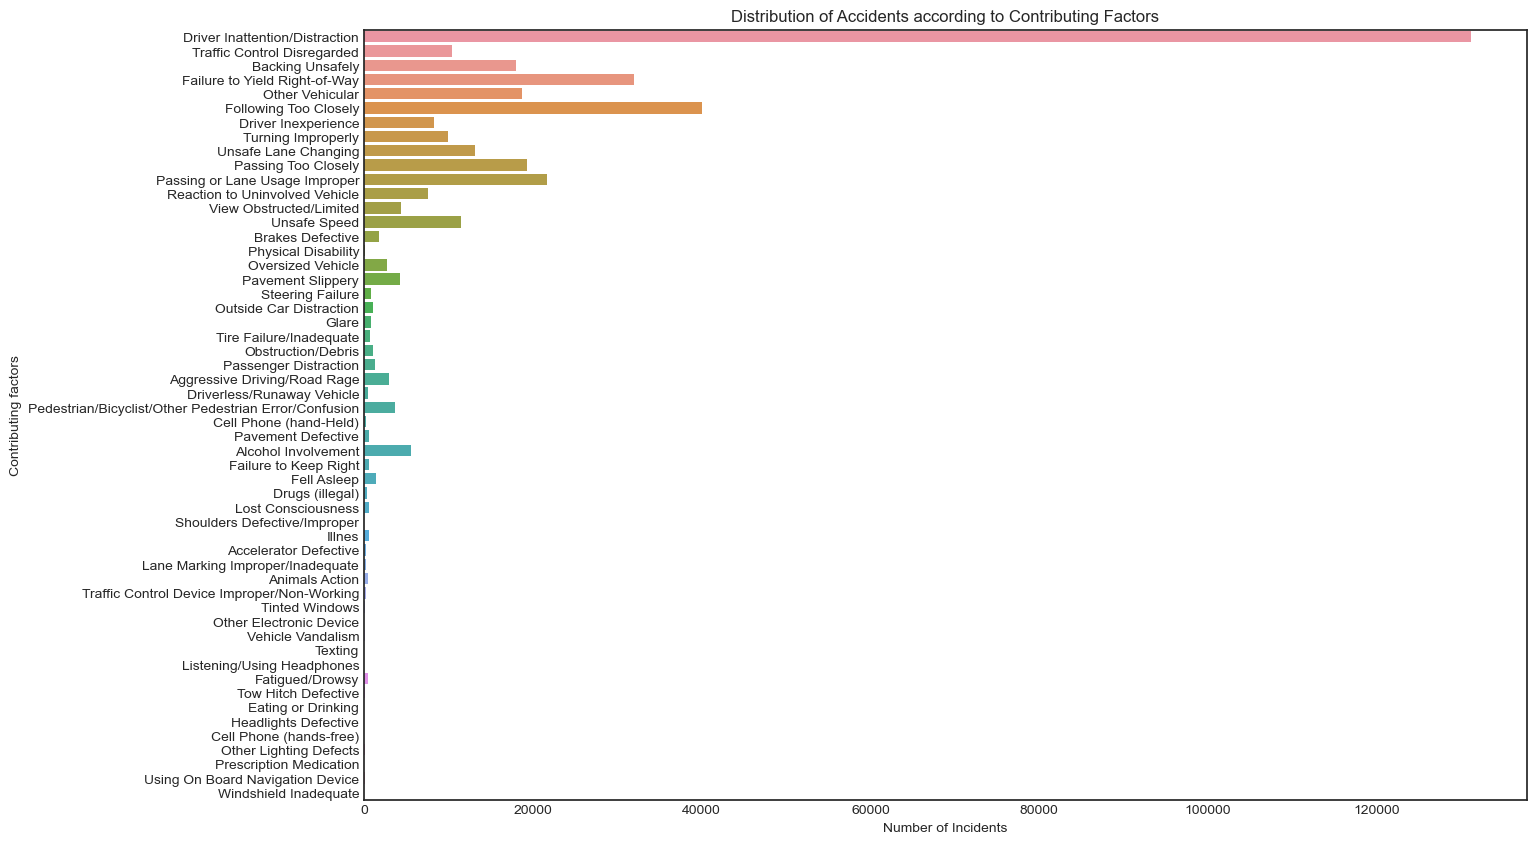 Distribution of Accidents according to Contributing Factors
Driver Inattention/Distraction
Traffic Control Disregarded
Backing Unsafely
Failure to Yield Right-of-Way
Other Vehicular
Following Too Closely
Driver Inexperience
Turning Improperly
Unsafe Lane Changing
Passing Too Closely
Passing or Lane Usage Improper
Reaction to Uninvolved Vehicle
View Obstructed/Limited
Unsafe Speed
Brakes Defective
Physical Disability
Oversized Vehicle
Pavement Slippery
Steering Failure
Outside Car Distraction
Glare
Tire Failure/Inadequate
Obstruction/Debris
Passenger Distraction
Aggressive Driving/Road Rage
Driverless/Runaway Vehicle
Pedestrian/Bicyclist/Other Pedestrian Error/Confusion
Cell Phone (hand-Held)
Pavement Defective
Alcohol Involvement
Failure to Keep Right
Fell Asleep
Drugs (illegal)
Lost Consciousness
Shoulders Defective/Improper
Illnes
Accelerator Defective
Lane Marking Improper/Inadequate
Animals Action
Traffic Control Device Improper/Non-Working
Tinted Windows
Other Electronic Device
Vehicle Vandalism
Texting
Listening/Using Headphones
Fatigued/Drowsy
Tow Hitch Defective
Eating or Drinking
Headlights Defective
Cell Phone (hands-free)
Other Lighting Defects
Prescription Medication
Using On Board Navigation Device
Windshield Inadequate
Contributing factors
0 20000 40000 60000 80000 100000 120000
Number of Incidents